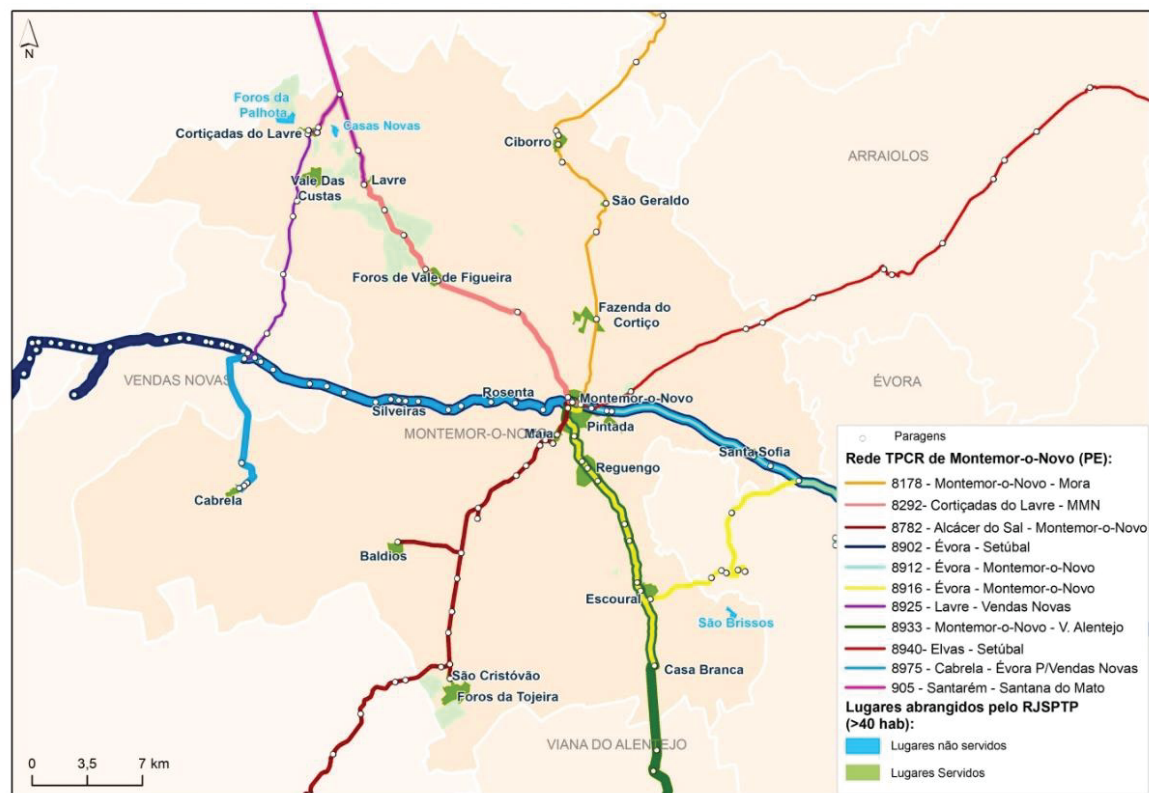 N
Foros da
Palhota
Casas Novas
Cortiçadas do Lavre
Ciborro
ARRAIOLOS
Vale Das
Custas
Lavre
São Geraldo
Foros de Vale de Figueira
Fazenda do
Cortiço
VENDAS NOVAS
ÉVORA
Rosenta
Montemor-o-Novo
Silveiras
Pintada
MONTEMOR-O-NOVO
Maia
Santa Sofia
Reguengo
Cabrela
Baldios
Escoural
São Brissos
São Cristóvão
Casa Branca
Foros da Tojeira
VIANA DO ALENTEJO
0 3,5 7 km
Paragens
Rede TPCR de Montemor-o-Novo (PE):
8178 - Montemor-o-Novo - Mora
8292- Cortiçadas do Lavre - MMN
8782 - Alcácer do Sal - Montemor-o-Novo
8902 - Évora - Setúbal
8912 - Évora - Montemor-o-Novo
8916 - Évora - Montemor-o-Novo
8925 - Lavre - Vendas Novas
8933 - Montemor-o-Novo - V. Alentejo
8940- Elvas - Setúbal
8975 - Cabrela - Évora P/Vendas Novas
905 - Santarém - Santana do Mato
Lugares abrangidos pelo RJSPTP
(>40 hab):
Lugares não servidos
Lugares Servidos